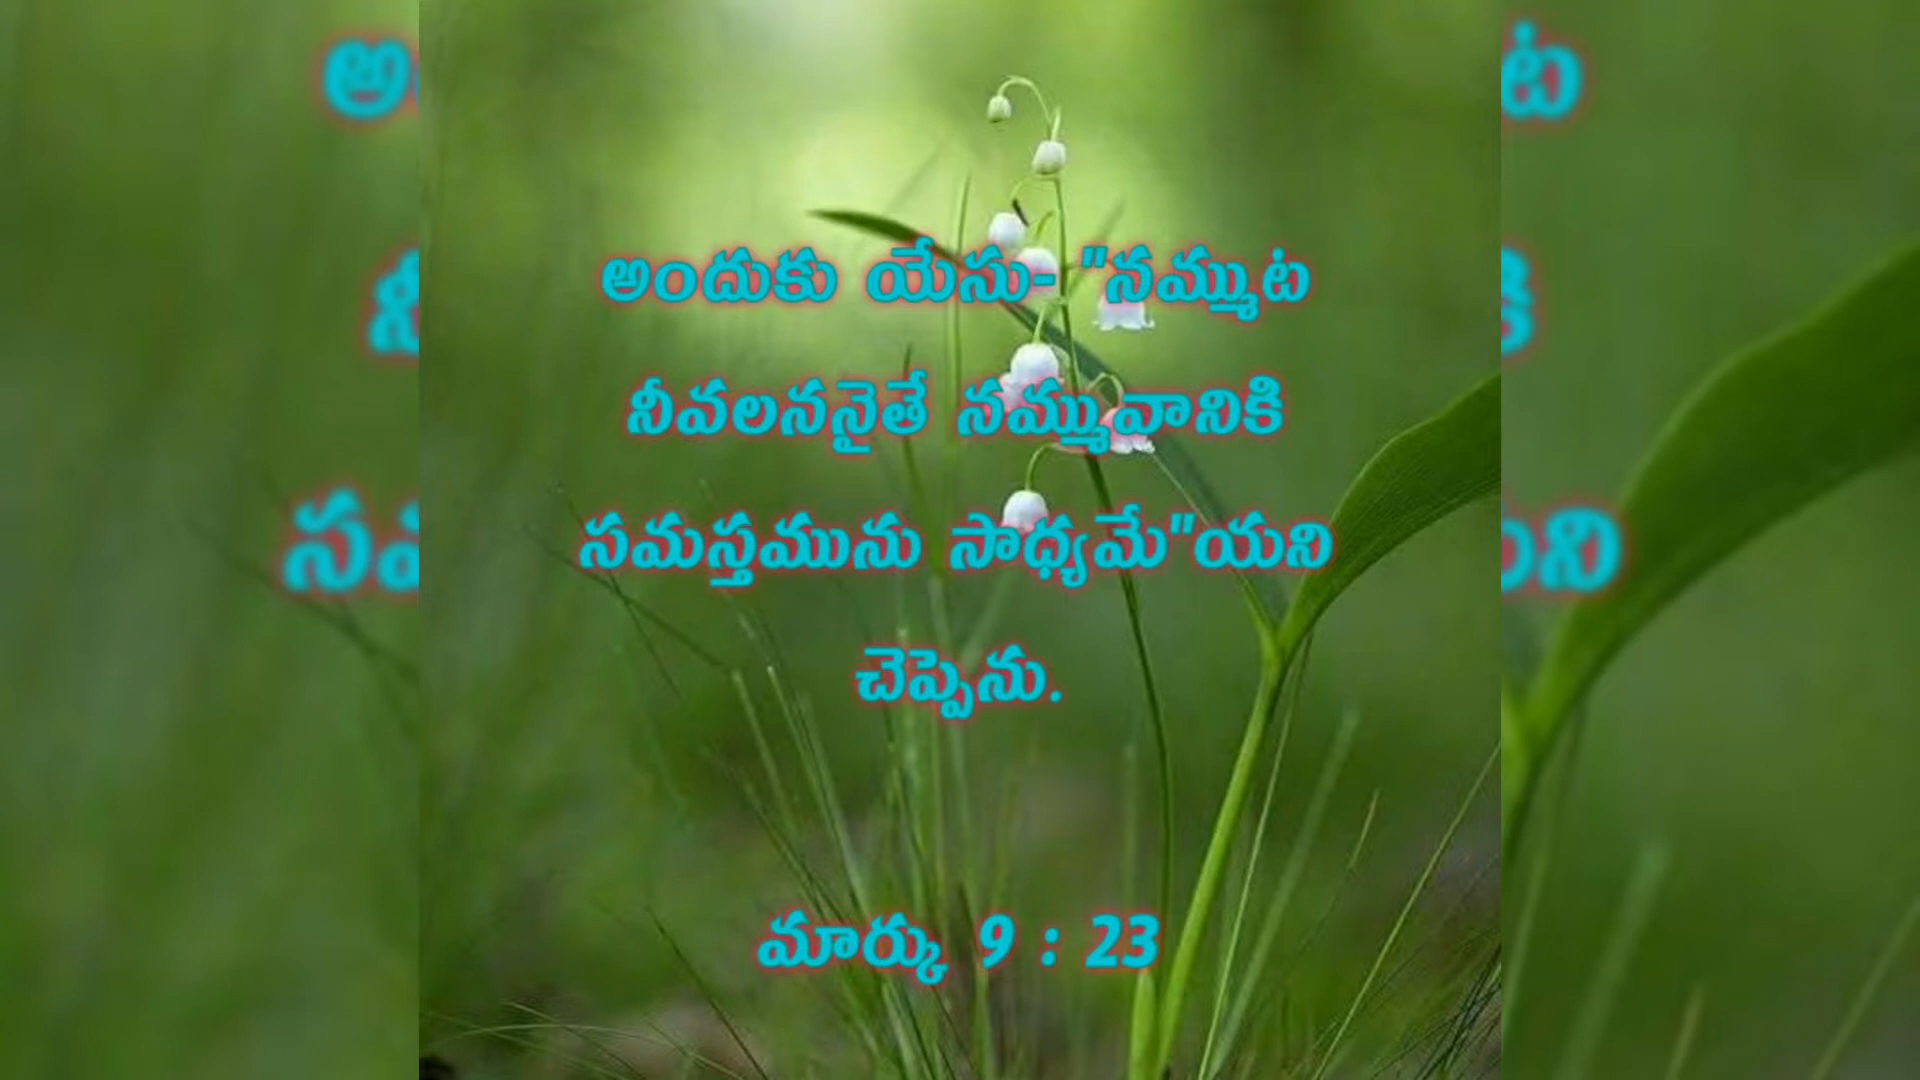 అందుకు యేసు- "నమ్ముట
నీవలననైతే నమ్మువానికి
సమస్తమును సాధ్యమే"యని
చెప్పెను.
మార్కు 9 : 23